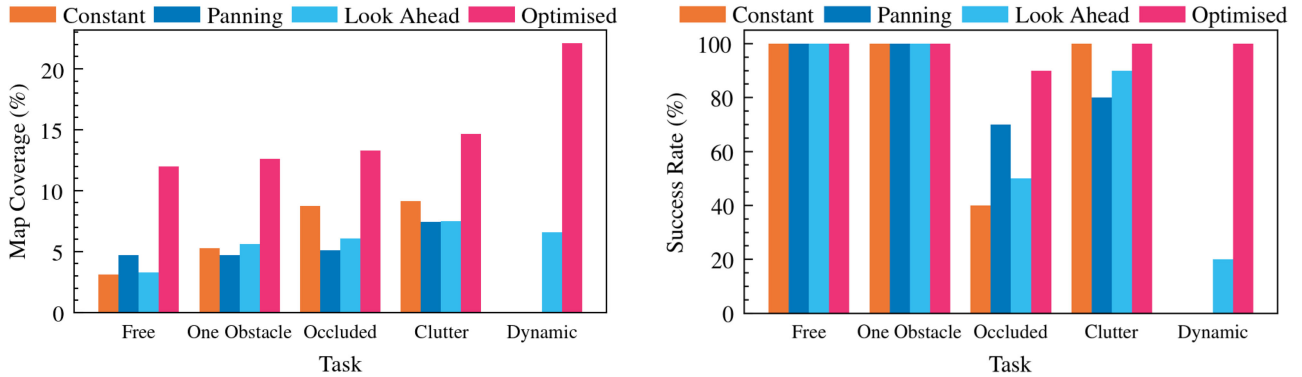 Constant Panning Look Ahead Optimised
Map Coverage (%)
20
15
10
5
0
Free One Obstacle Occluded Clutter Dynamic
Task
Constant Panning Look Ahead Optimised
Success Rate (%)
100
80
60
40
20
0
Free One Obstacle Occluded Clutter Dynamic
Task